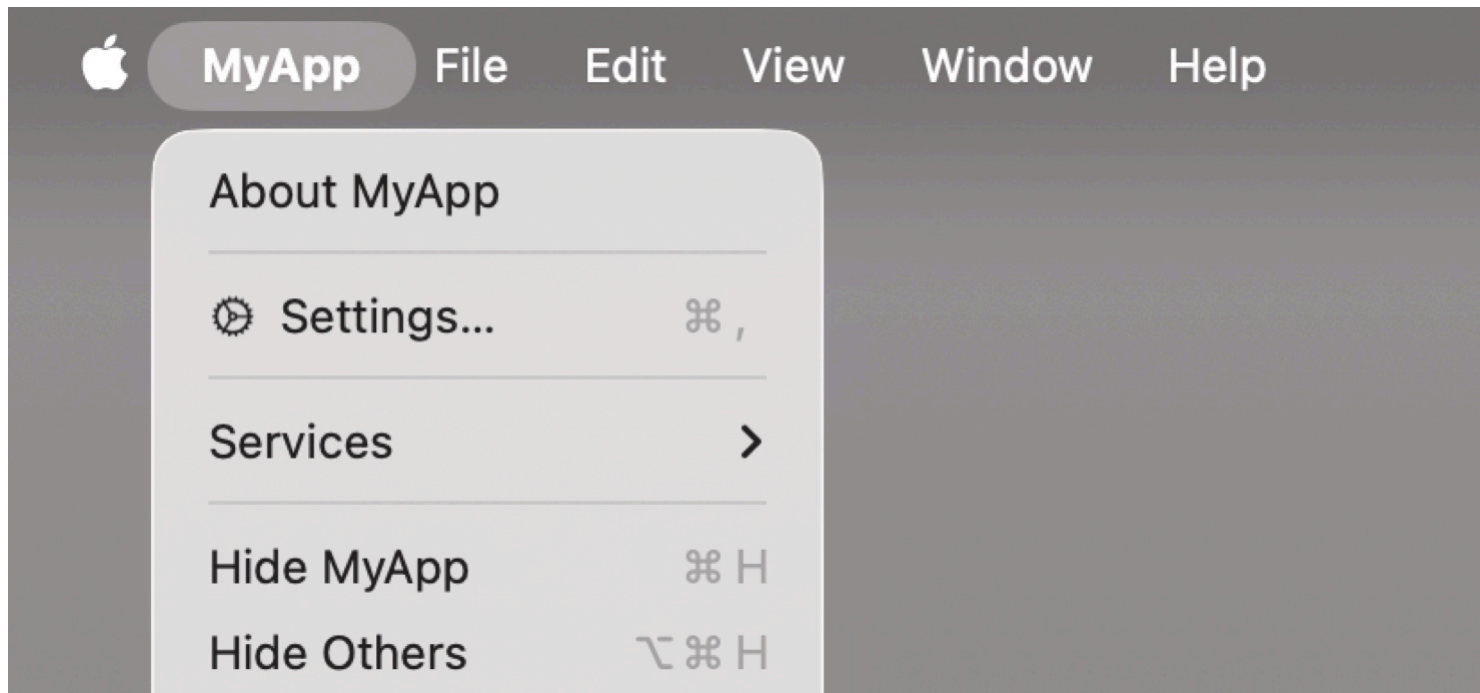 MyApp File Edit View Window Help
About MyApp
Settings... ⌘ ,
Services
Hide MyApp ⌘ H
Hide Others ⌥ ⌘ H